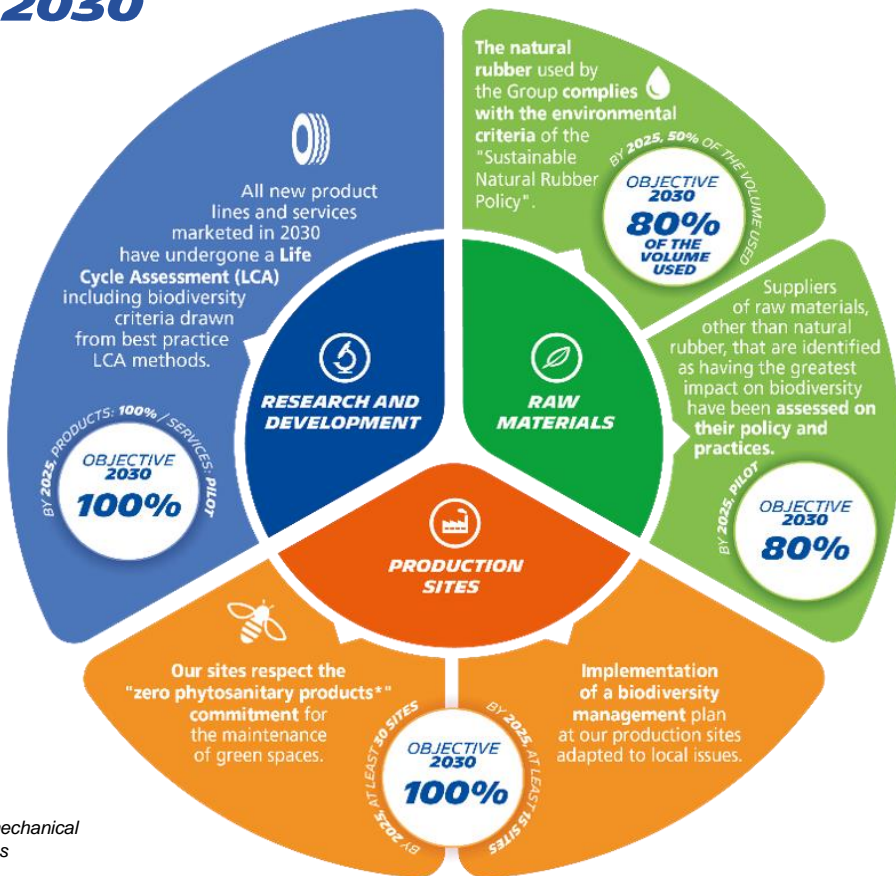 2030
All new product
lines and services
marketed in 2030
have undergone a Life
Cycle Assessment (LCA)
including biodiversity
criteria drawn
from best practice
LCA methods.
BY 2025, PRODUCTS: 100% / SERVICES: PILOT
OBJECTIVE
2030
100%
RESEARCH AND
DEVELOPMENT
The natural
rubber used by
the Group complies
with the environmental
criteria of the
"Sustainable
Natural Rubber
Policy".
BY 2025, 50% OF THE VOLUME USED
OBJECTIVE
2030
80%
OF THE
VOLUME
USED
RAW
MATERIALS
Suppliers
of raw materials,
other than natural
rubber, that are identified
as having the greatest
impact on biodiversity
have been assessed on
their policy and
practices.
BY 2025, PILOT
OBJECTIVE
2030
80%
PRODUCTION
SITES
Our sites respect the
"zero phytosanitary products*"
commitment for
the maintenance
of green spaces.
BY 2025, AT LEAST 30 SITES
OBJECTIVE
2030
100%
BY 2025, AT LEAST 15 SITES
Implementation
of a biodiversity
management plan
at our production sites
adapted to local issues.